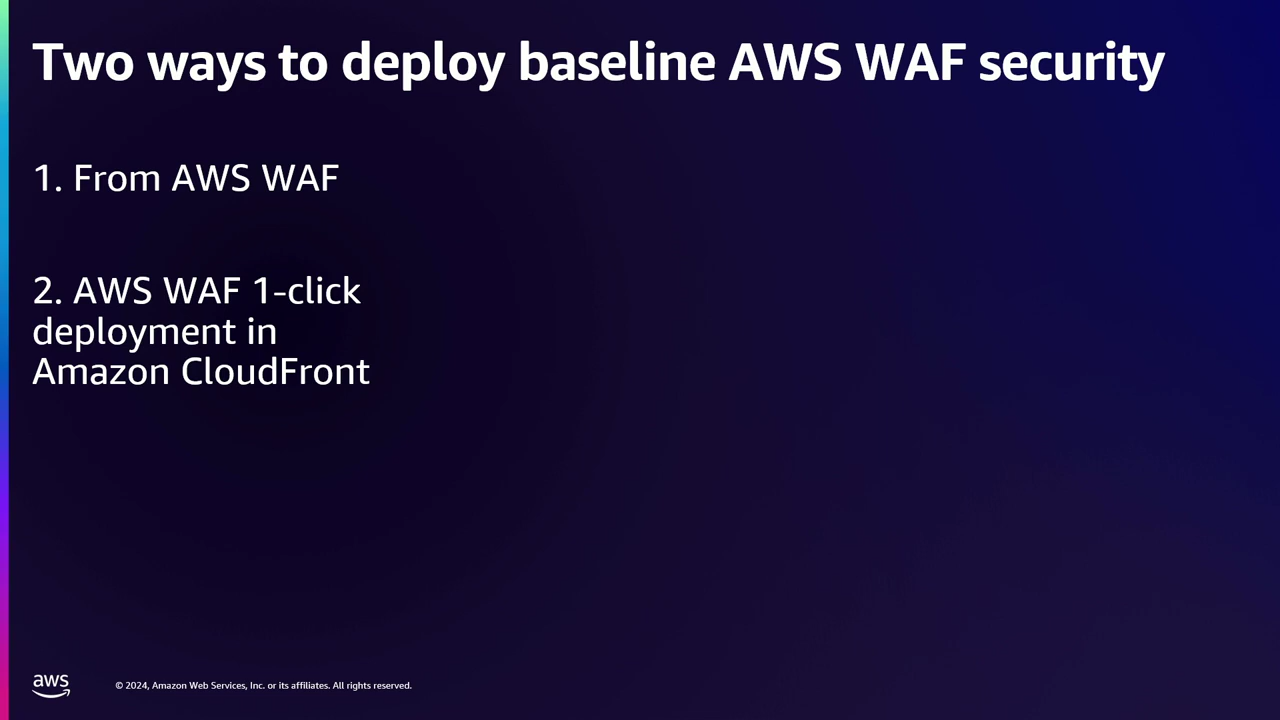 Two ways to deploy baseline AWS WAF security
1. From AWS WAF
2. AWS WAF 1-click
deployment in
Amazon CloudFront
aws
© 2024, Amazon Web Services, Inc. or its affiliates. All rights reserved.